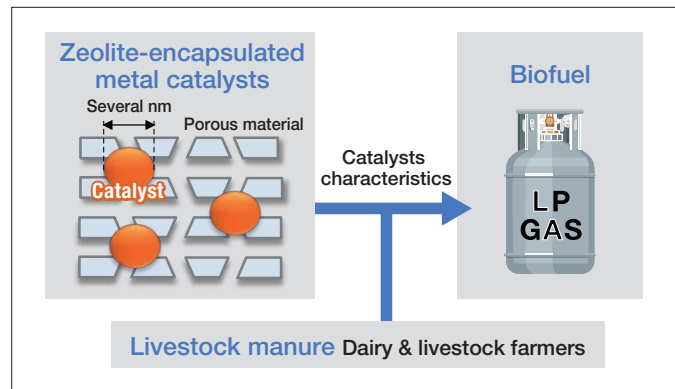 Zeolite-encapsulated
metal catalysts
Several nm
Porous material
Catalyst
Catalysts
characteristics
Biofuel
LP
GAS
Livestock manure Dairy & livestock farmers